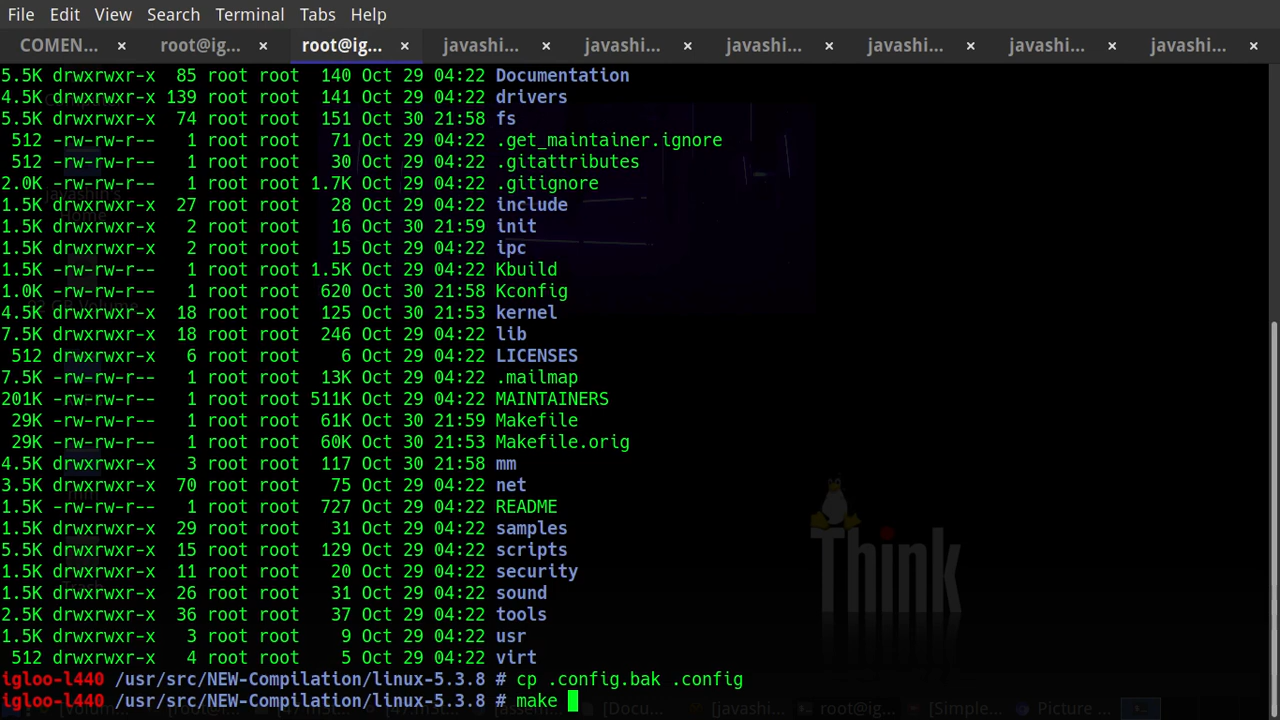 File Edit View Search Terminal Tabs Help
COMEN... × root@ig... × root@ig... × javashi... × javashi... × javashi... × javashi... × javashi... × javashi... ×
5.5K drwxrwxr-x 85 root root 140 Oct 29 04:22 Documentation
4.5K drwxrwxr-x 139 root root 141 Oct 29 04:22 drivers
5.5K drwxrwxr-x 74 root root 151 Oct 30 21:58 fs
512 -rw-rw-r-- 1 root root 71 Oct 29 04:22 .get_maintainer.ignore
512 -rw-rw-r-- 1 root root 30 Oct 29 04:22 .gitattributes
2.0K -rw-rw-r-- 1 root root 1.7K Oct 29 04:22 .gitignore
1.5K drwxrwxr-x 27 root root 28 Oct 29 04:22 include
1.5K drwxrwxr-x 2 root root 16 Oct 30 21:59 init
1.5K drwxrwxr-x 2 root root 15 Oct 29 04:22 ipc
1.5K -rw-rw-r-- 1 root root 1.5K Oct 29 04:22 Kbuild
1.0K -rw-rw-r-- 1 root root 620 Oct 30 21:58 Kconfig
4.5K drwxrwxr-x 18 root root 125 Oct 30 21:53 kernel
7.5K drwxrwxr-x 18 root root 246 Oct 29 04:22 lib
512 drwxrwxr-x 6 root root 6 Oct 29 04:22 LICENSES
7.5K -rw-rw-r-- 1 root root 13K Oct 29 04:22 .mailmap
201K -rw-rw-r-- 1 root root 511K Oct 29 04:22 MAINTAINERS
29K -rw-rw-r-- 1 root root 61K Oct 30 21:59 Makefile
29K -rw-rw-r-- 1 root root 60K Oct 30 21:53 Makefile.orig
4.5K drwxrwxr-x 3 root root 117 Oct 30 21:58 mm
3.5K drwxrwxr-x 70 root root 75 Oct 29 04:22 net
1.5K -rw-rw-r-- 1 root root 727 Oct 29 04:22 README
1.5K drwxrwxr-x 29 root root 31 Oct 29 04:22 samples
5.5K drwxrwxr-x 15 root root 129 Oct 29 04:22 scripts
1.5K drwxrwxr-x 11 root root 20 Oct 29 04:22 security
1.5K drwxrwxr-x 26 root root 31 Oct 29 04:22 sound
2.5K drwxrwxr-x 36 root root 37 Oct 29 04:22 tools
1.5K drwxrwxr-x 3 root root 9 Oct 29 04:22 usr
512 drwxrwxr-x 4 root root 5 Oct 29 04:22 virt
igloo-l440 /usr/src/NEW-Compilation/linux-5.3.8 # cp .config.bak .config
igloo-l440 /usr/src/NEW-Compilation/linux-5.3.8 # make
Think